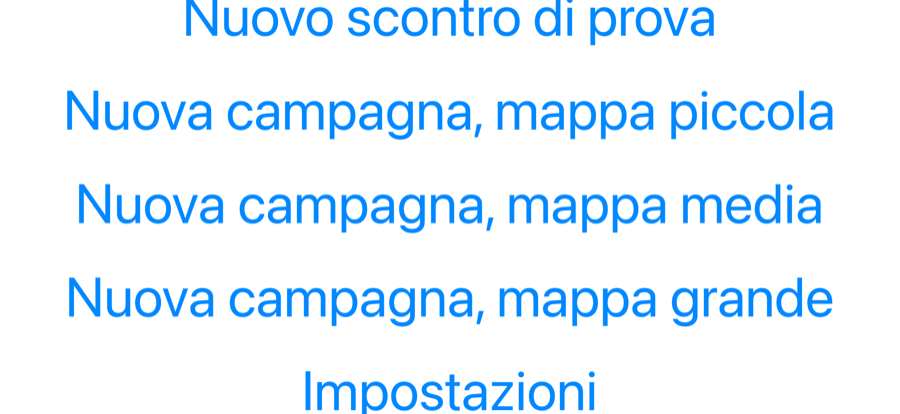 Nuovo scontro di prova
Nuova campagna, mappa piccola
Nuova campagna, mappa media
Nuova campagna, mappa grande
Impostazioni